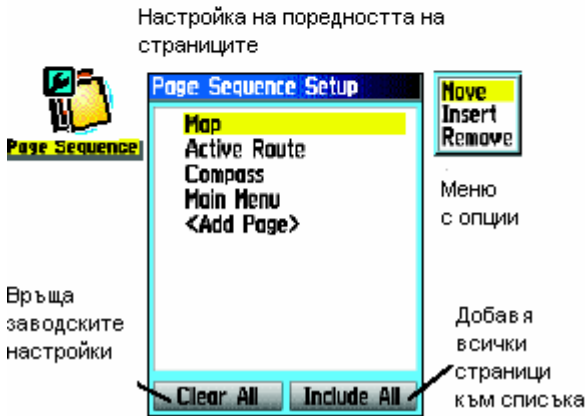 Настройка на поредността на
страниците
Page Sequence
Page Sequence Setup
Map
Active Route
Compass
Main Menu
<Add Page>
Clear All
Include All
Move
Insert
Remove
Меню
с опции
Връща
заводските
настройки
Добавя
всички
страници
към списъка